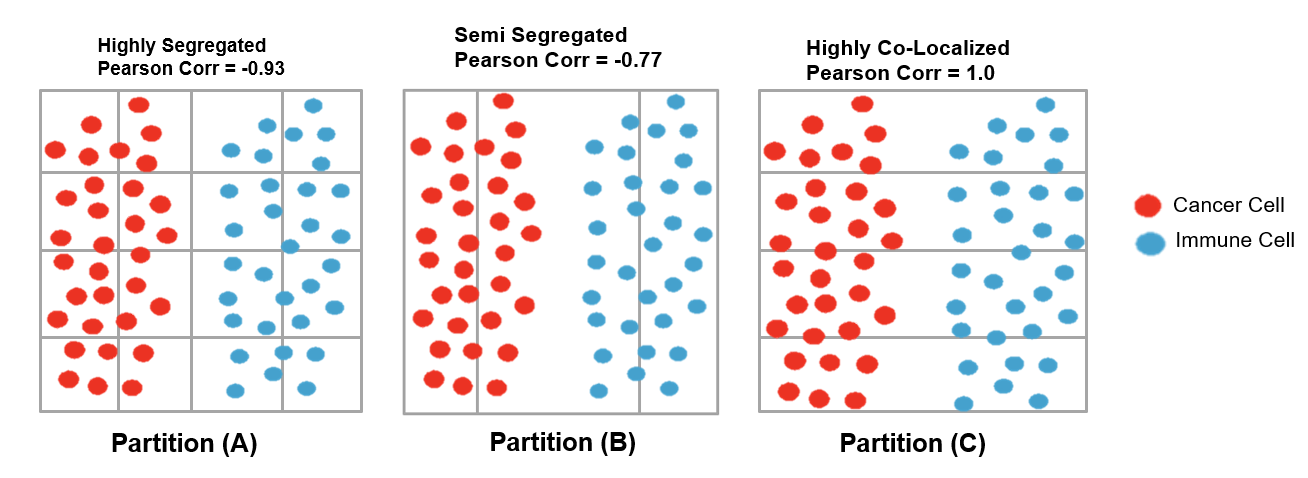 Highly Segregated
Pearson Corr = -0.93
Semi Segregated
Pearson Corr = -0.77
Highly Co-Localized
Pearson Corr = 1.0
Cancer Cell
Immune Cell
Partition (A)
Partition (B)
Partition (C)